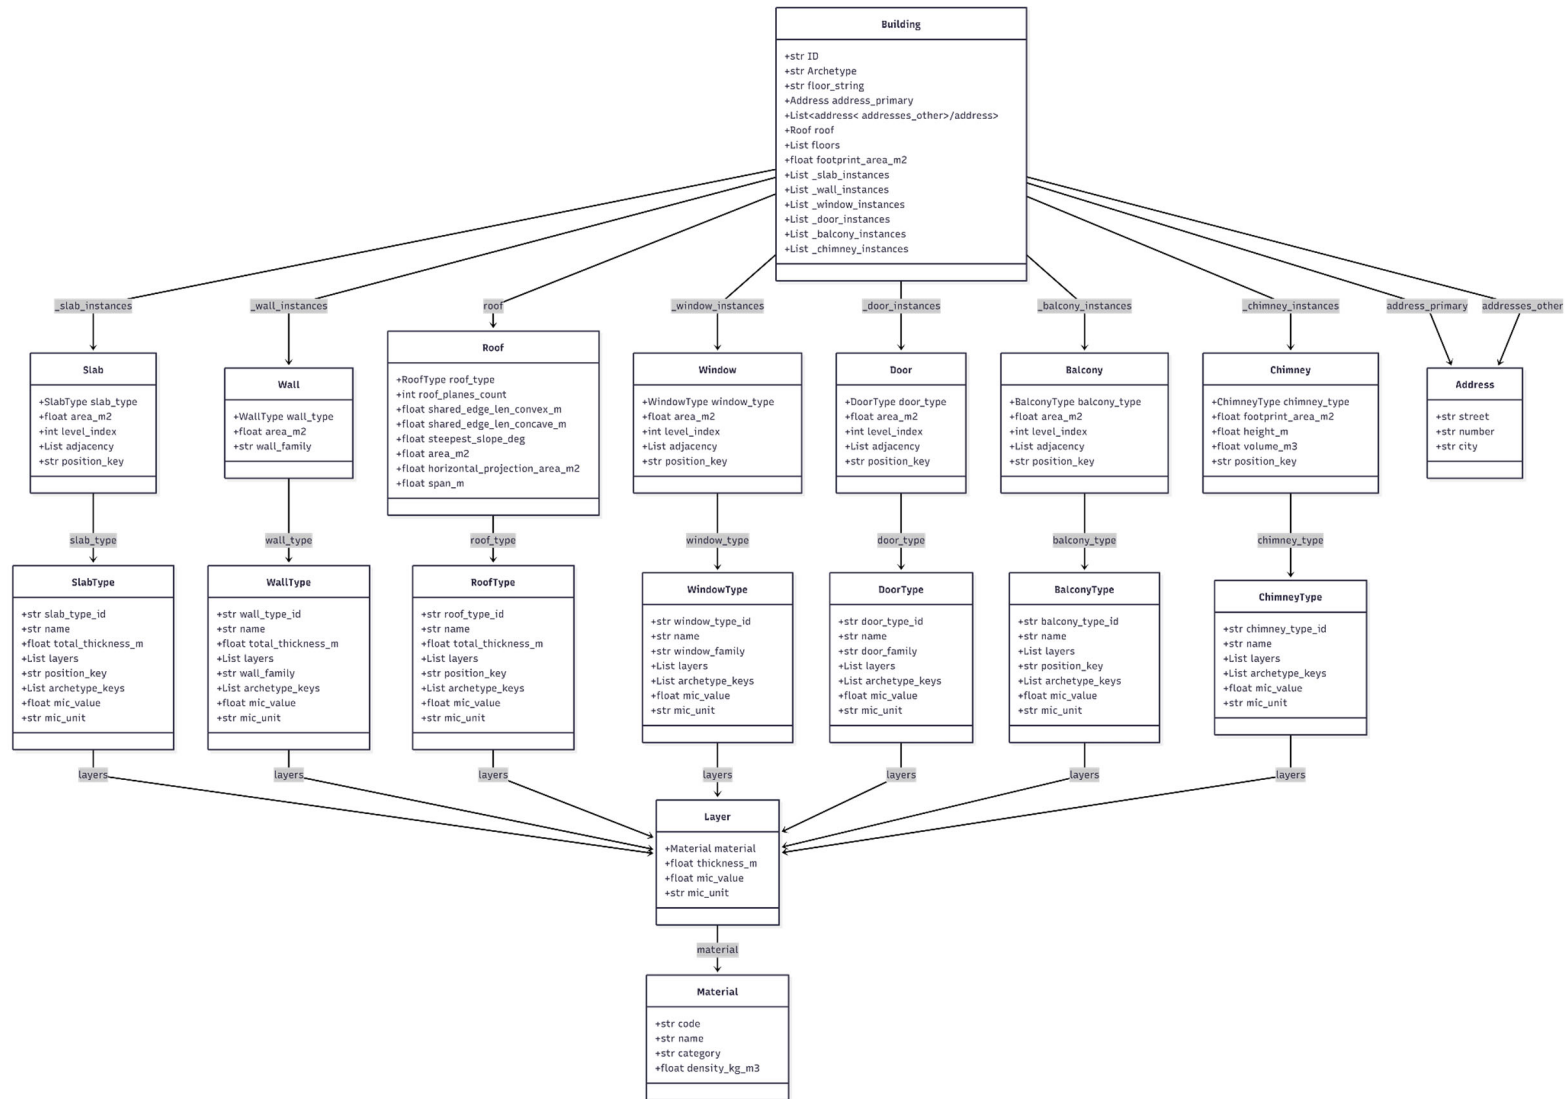 Building
+str ID
+str Archetype
+str floor_string
+Address address_primary
+List<address< addresses_other>/address>
+Roof roof
+List floors
+float footprint_area_m2
+List _slab_instances
+List _wall_instances
+List _window_instances
+List _door_instances
+List _balcony_instances
+List _chimney_instances
_slab_instances
_wall_instances
roof
_window_instances
_door_instances
_balcony_instances
_chimney_instances
address_primary
addresses_other
Slab
+SlabType slab_type
+float area_m2
+int level_index
+List adjacency
+str position_key
Wall
+WallType wall_type
+float area_m2
+str wall_family
Roof
+RoofType roof_type
+int roof_planes_count
+float shared_edge_len_convex_m
+float shared_edge_len_concave_m
+float steepest_slope_deg
+float area_m2
+float horizontal_projection_area_m2
+float span_m
Window
+WindowType window_type
+float area_m2
+int level_index
+List adjacency
+str position_key
Door
+DoorType door_type
+float area_m2
+int level_index
+List adjacency
+str position_key
Balcony
+BalconyType balcony_type
+float area_m2
+int level_index
+List adjacency
+str position_key
Chimney
+ChimneyType chimney_type
+float footprint_area_m2
+float height_m
+float volume_m3
+str position_key
Address
+str street
+str number
+str city
slab_type
wall_type
roof_type
window_type
door_type
balcony_type
chimney_type
SlabType
+str slab_type_id
+str name
+float total_thickness_m
+List layers
+str position_key
+List archetype_keys
+float mic_value
+str mic_unit
WallType
+str wall_type_id
+str name
+float total_thickness_m
+List layers
+str wall_family
+List archetype_keys
+float mic_value
+str mic_unit
RoofType
+str roof_type_id
+str name
+float total_thickness_m
+List layers
+str position_key
+List archetype_keys
+float mic_value
+str mic_unit
WindowType
+str window_type_id
+str name
+str window_family
+List layers
+List archetype_keys
+float mic_value
+str mic_unit
DoorType
+str door_type_id
+str name
+str door_family
+List layers
+List archetype_keys
+float mic_value
+str mic_unit
BalconyType
+str balcony_type_id
+str name
+List layers
+str position_key
+List archetype_keys
+float mic_value
+str mic_unit
ChimneyType
+str chimney_type_id
+str name
+List layers
+List archetype_keys
+float mic_value
+str mic_unit
layers
layers
layers
layers
layers
layers
layers
Layer
+Material material
+float thickness_m
+float mic_value
+str mic_unit
material
Material
+str code
+str name
+str category
+float density_kg_m3